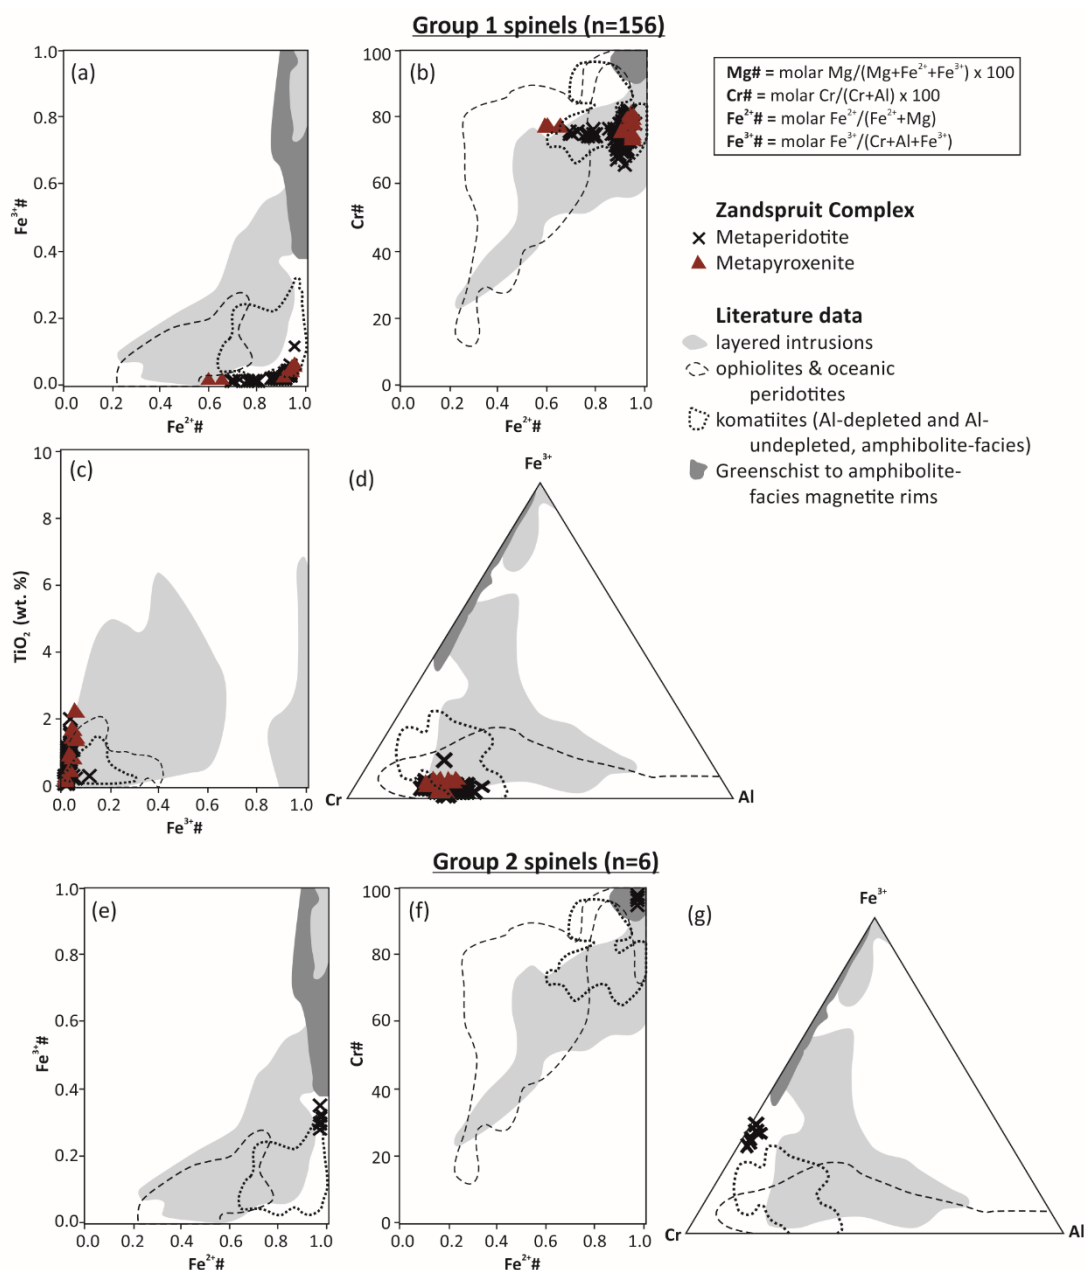 Group 1 spinels (n=156)
(a)
1.0
0.8
0.6
0.4
0.2
0.0
Fe³⁺#
0.0 0.2 0.4 0.6 0.8 1.0
Fe²⁺#
(b)
100
80
60
40
20
0
Cr#
0.0 0.2 0.4 0.6 0.8 1.0
Fe²⁺#
Mg# = molar Mg/(Mg+Fe²⁺+Fe³⁺) x 100
Cr# = molar Cr/(Cr+Al) x 100
Fe²⁺# = molar Fe²⁺/(Fe²⁺+Mg)
Fe³⁺# = molar Fe³⁺/(Cr+Al+Fe³⁺)
Zandspruit Complex
Metaperidotite
Metapyroxenite
Literature data
layered intrusions
ophiolites & oceanic
peridotites
komatiites (Al-depleted and Al-
undepleted, amphibolite-facies)
Greenschist to amphibolite-
facies magnetite rims
(c)
10
8
6
4
2
0
TiO₂ (wt. %)
0.0 0.2 0.4 0.6 0.8 1.0
Fe³⁺#
(d)
Fe³⁺
Cr
Al
Group 2 spinels (n=6)
(e)
1.0
0.8
0.6
0.4
0.2
0.0
Fe³⁺#
0.0 0.2 0.4 0.6 0.8 1.0
Fe²⁺#
(f)
100
80
60
40
20
0
Cr#
0.0 0.2 0.4 0.6 0.8 1.0
Fe²⁺#
(g)
Fe³⁺
Cr
Al